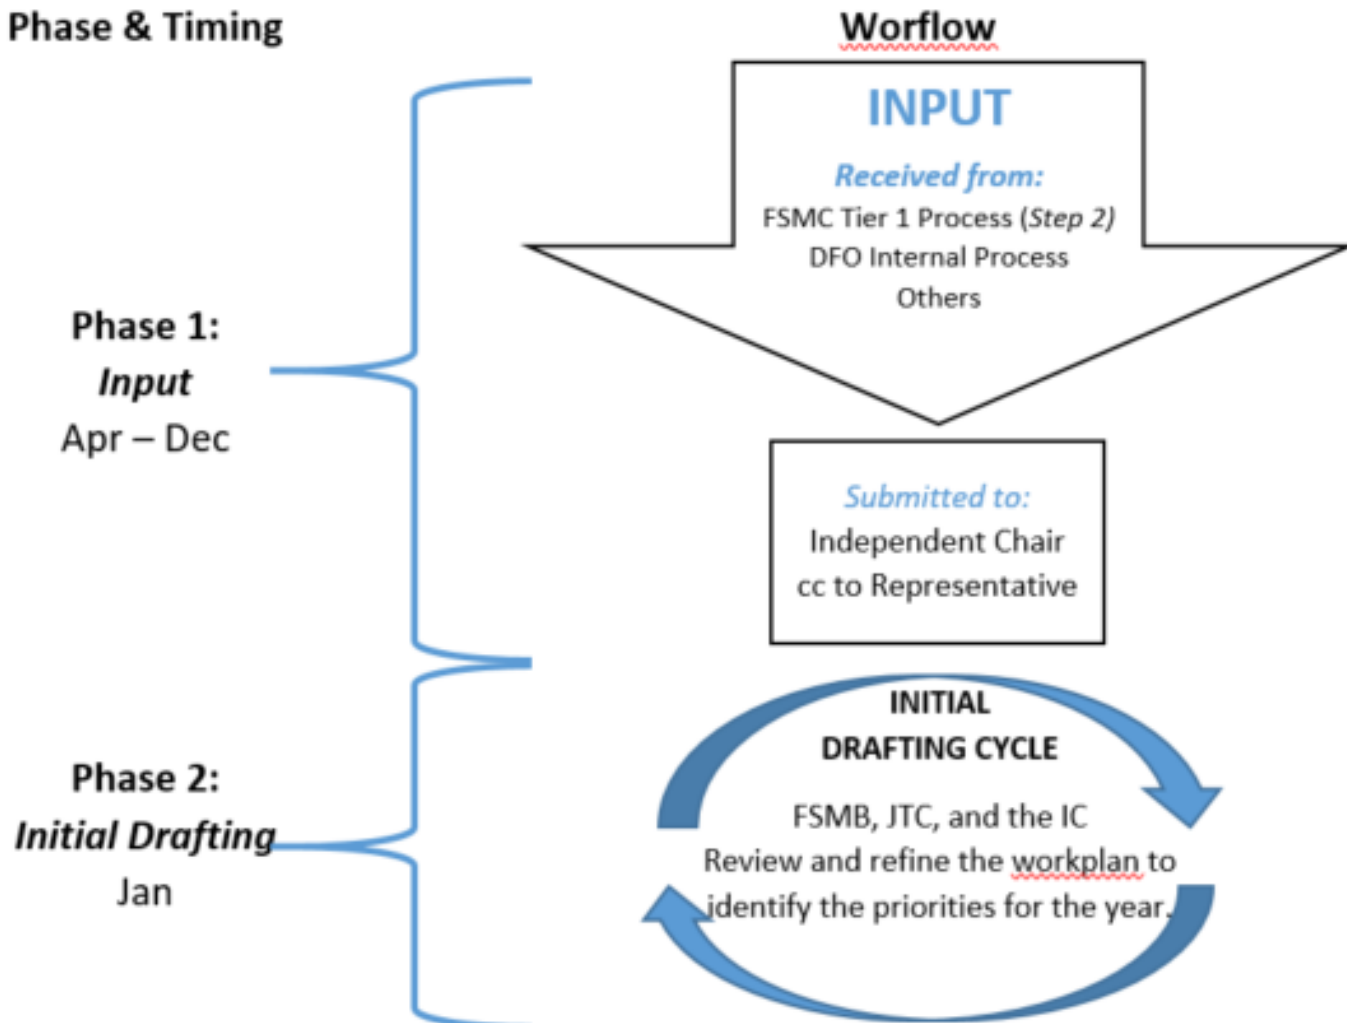 Phase & Timing
Worflow
INPUT
Received from:
FSMC Tier 1 Process (Step 2)
DFO Internal Process
Others
Phase 1:
Input
Apr – Dec
Submitted to:
Independent Chair
cc to Representative
INITIAL
DRAFTING CYCLE
Phase 2:
Initial Drafting
Jan
FSMB, JTC, and the IC
Review and refine the workplan to
identify the priorities for the year.